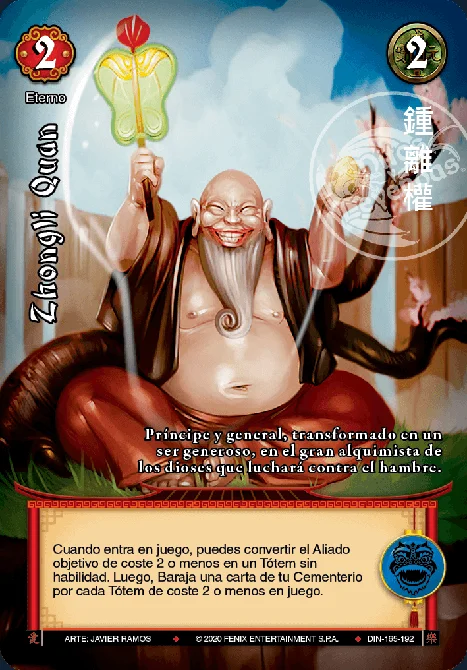 2
2
Eterno
Zhongli Quan
鍾離權
Príncipe y general, transformado en un
ser generoso, en el gran alquimista de
los dioses que luchará contra el hambre.
Cuando entra en juego, puedes convertir el Aliado
objetivo de coste 2 o menos en un Tótem sin
habilidad. Luego, Baraja una carta de tu Cementerio
por cada Tótem de coste 2 o menos en juego.
ARTE: JAVIER RAMOS ◆ © 2020 FENIX ENTERTAINMENT S.P.A. ◆ DIN-165-192